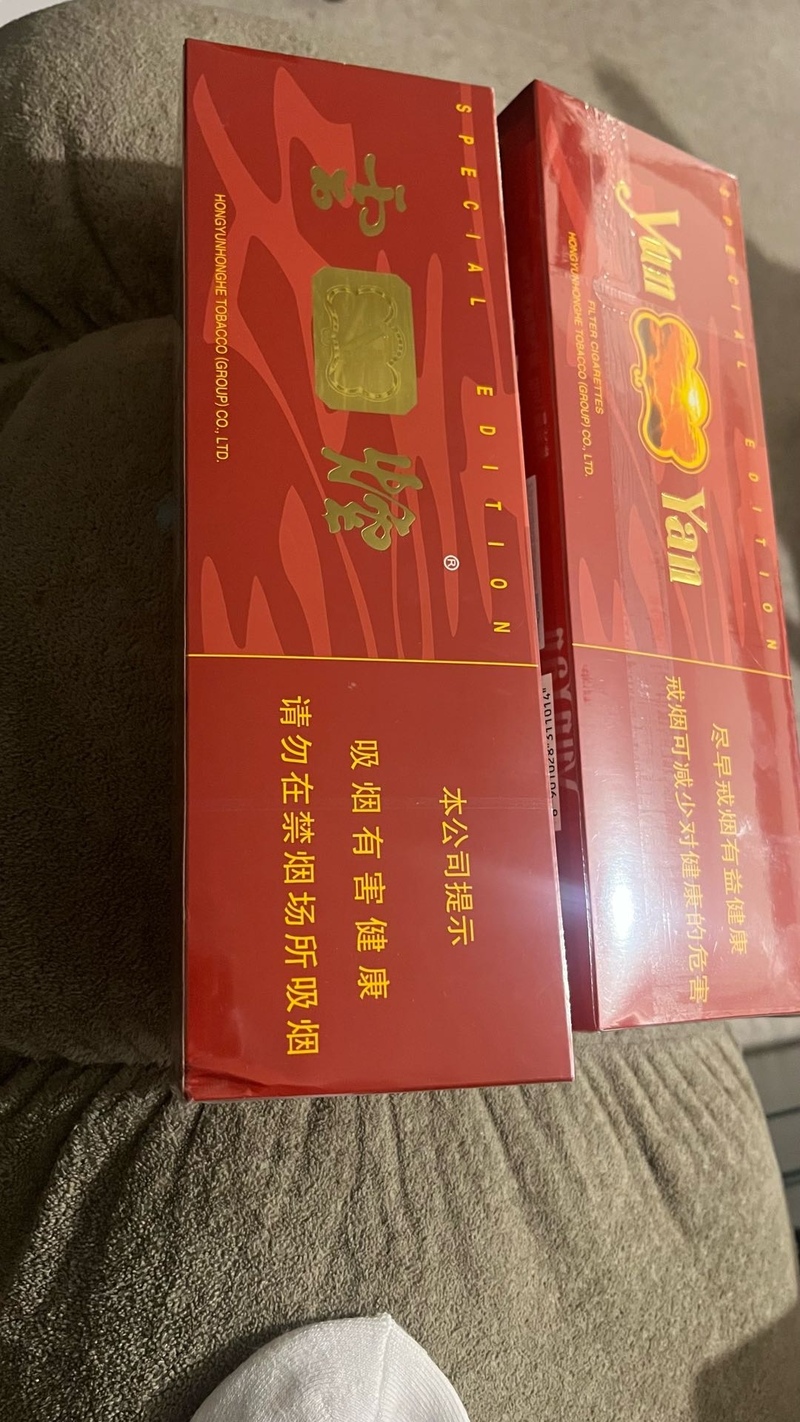 SPECIAL EDITION
云烟®
HONGYUNHONGHE TOBACCO (GROUP) CO., LTD.
本公司提示
吸烟有害健康
请勿在禁烟场所吸烟
SPECIAL EDITION
Yun Yan
FILTER CIGARETTES
HONGYUNHONGHE TOBACCO (GROUP) CO., LTD.
尽早戒烟有益健康
戒烟可减少对健康的危害